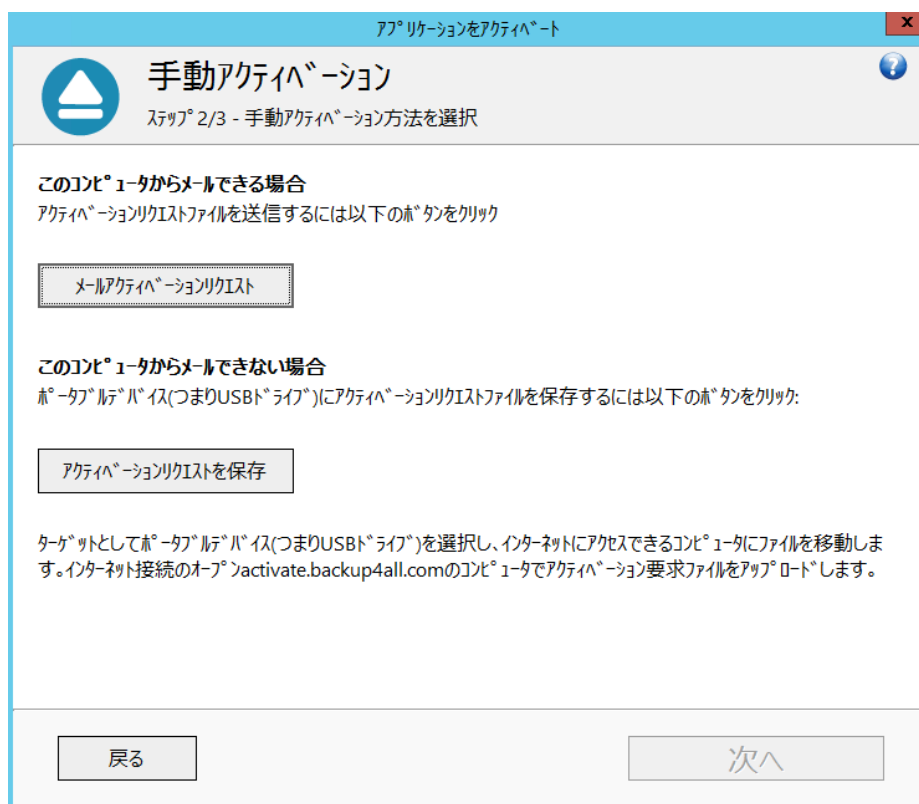 ｱﾌﾟﾘｹｰｼｮﾝをｱｸﾃｨﾍﾞｰﾄ
x
手動ｱｸﾃｨﾍﾞｰｼｮﾝ
?
ｽﾃｯﾌﾟ2/3 - 手動ｱｸﾃｨﾍﾞｰｼｮﾝ方法を選択
このｺﾝﾋﾟｭｰﾀからﾒｰﾙできる場合
ｱｸﾃｨﾍﾞｰｼｮﾝﾘｸｴｽﾄﾌｧｲﾙを送信するには以下のﾎﾞﾀﾝをｸﾘｯｸ
ﾒｰﾙｱｸﾃｨﾍﾞｰｼｮﾝﾘｸｴｽﾄ
このｺﾝﾋﾟｭｰﾀからﾒｰﾙできない場合
ﾎﾟｰﾀﾌﾞﾙﾃﾞﾊﾞｲｽ(つまりUSBﾄﾞﾗｲﾌﾞ)にｱｸﾃｨﾍﾞｰｼｮﾝﾘｸｴｽﾄﾌｧｲﾙを保存するには以下のﾎﾞﾀﾝをｸﾘｯｸ:
ｱｸﾃｨﾍﾞｰｼｮﾝﾘｸｴｽﾄを保存
ﾀｰｹﾞｯﾄとしてﾎﾟｰﾀﾌﾞﾙﾃﾞﾊﾞｲｽ(つまりUSBﾄﾞﾗｲﾌﾞ)を選択し、ｲﾝﾀｰﾈｯﾄにｱｸｾｽできるｺﾝﾋﾟｭｰﾀにﾌｧｲﾙを移動しま
す。ｲﾝﾀｰﾈｯﾄ接続のｵｰﾌﾟﾝactivate.backup4all.comのｺﾝﾋﾟｭｰﾀでｱｸﾃｨﾍﾞｰｼｮﾝ要求ﾌｧｲﾙをｱｯﾌﾟﾛｰﾄﾞします。
戻る
次へ